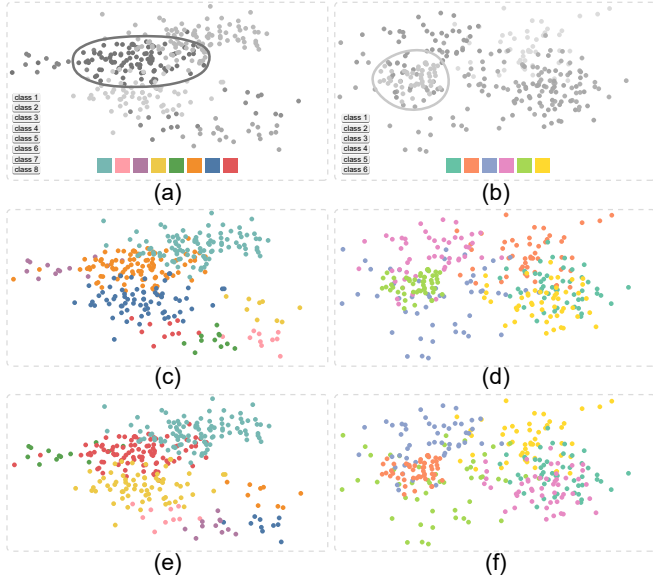 class 1
class 2
class 3
class 4
class 5
class 6
class 7
class 8
(a)
class 1
class 2
class 3
class 4
class 5
class 6
(b)
(c)
(d)
(e)
(f)